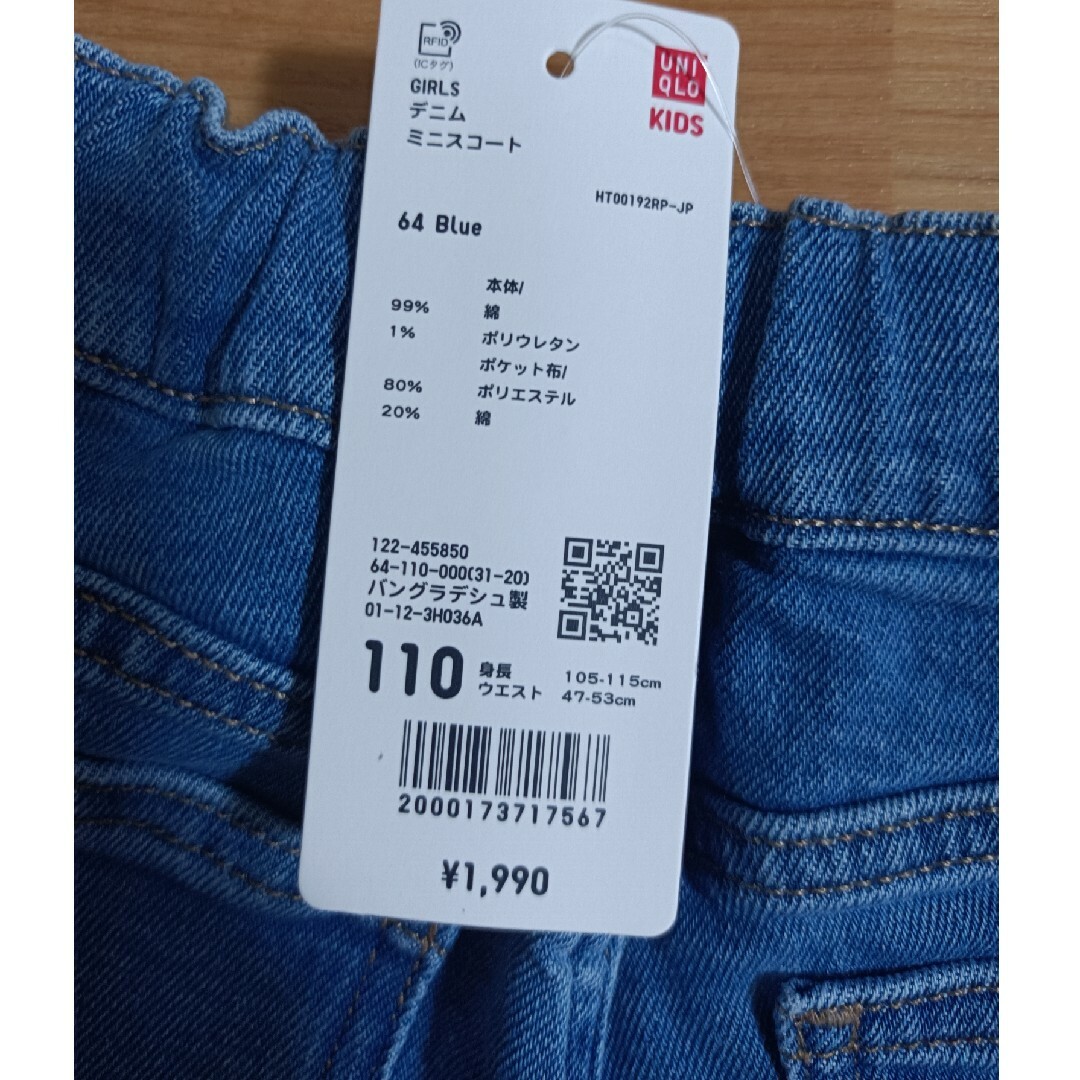 RFID
(ICタグ)
GIRLS
デニム
ミニスコート
UNI
QLO
KIDS
HT00192RP-JP
64 Blue
本体/
99% 綿
1% ポリウレタン
ポケット布/
80% ポリエステル
20% 綿
122-455850
64-110-000(31-20)
バングラデシュ製
01-12-3H036A
110 身長 105-115cm
ウエスト 47-53cm
2000173717567
¥1,990